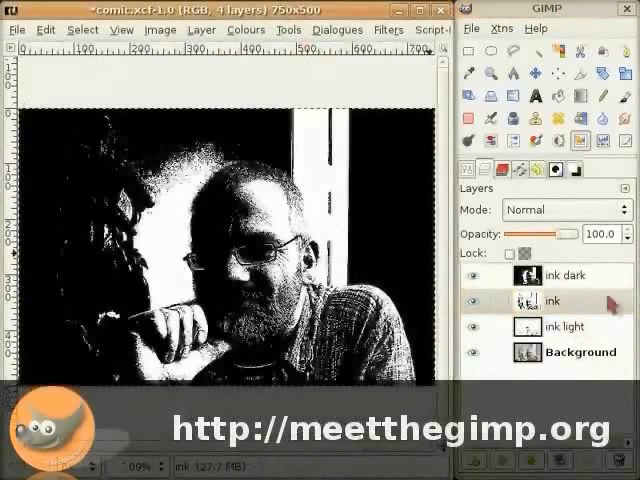 *comic.xcf-1.0 (RGB, 4 layers) 750x500
File Edit Select View Image Layer Colours Tools Dialogues Filters Script-
GIMP
File Xtns Help
Layers
Mode: Normal
Opacity: 100,0
Lock:
ink dark
ink
ink light
Background
http://meetthegimp.org
09% ink (27.7 MB)